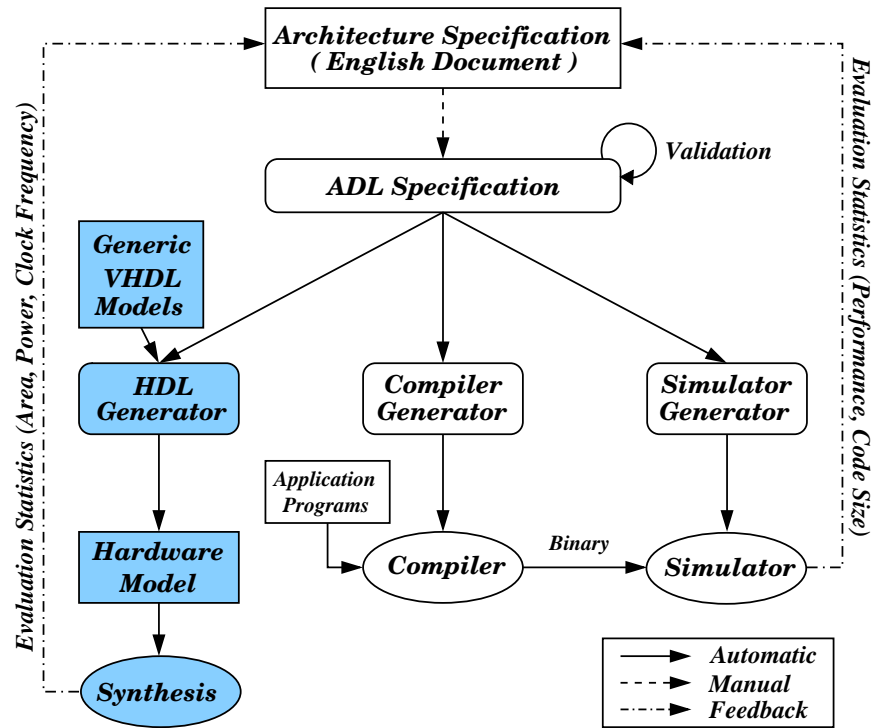 Architecture Specification
( English Document )
Validation
ADL Specification
Generic
VHDL
Models
HDL
Generator
Compiler
Generator
Simulator
Generator
Application
Programs
Hardware
Model
Compiler
Binary
Simulator
Synthesis
Evaluation Statistics (Area, Power, Clock Frequency)
Evaluation Statistics (Performance, Code Size)
Automatic
Manual
Feedback